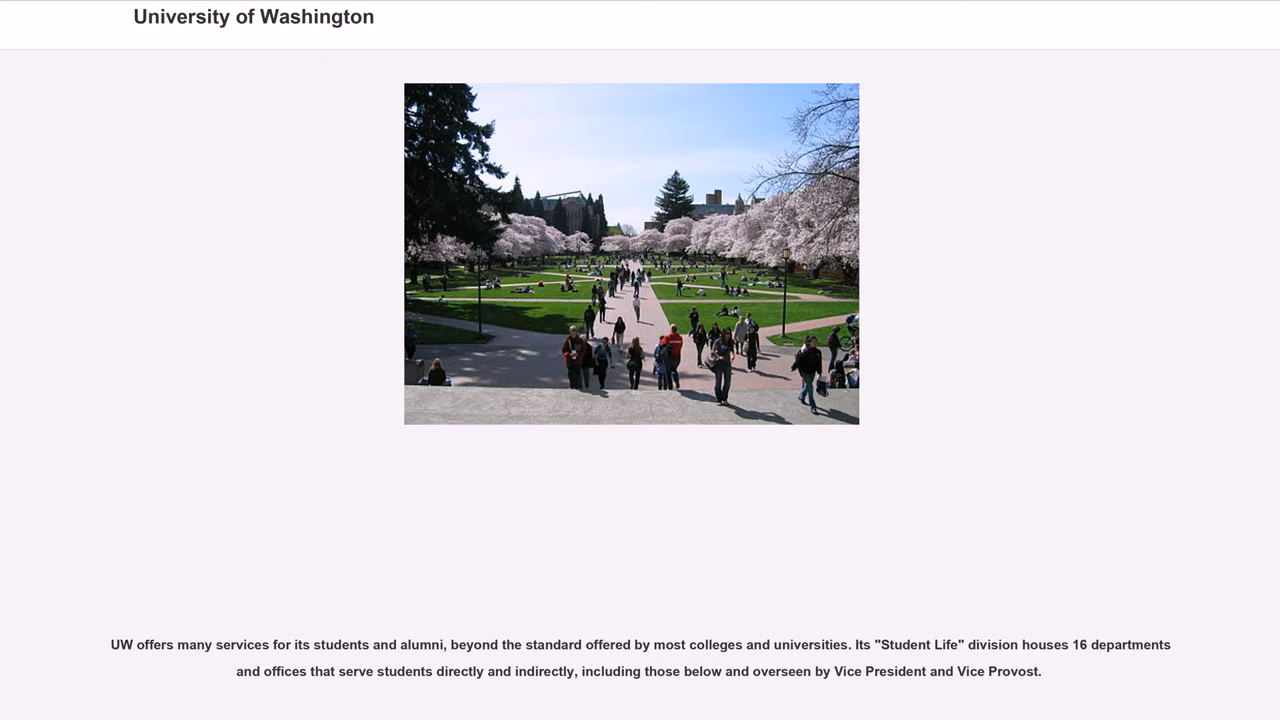 University of Washington
UW offers many services for its students and alumni, beyond the standard offered by most colleges and universities. Its "Student Life" division houses 16 departments
and offices that serve students directly and indirectly, including those below and overseen by Vice President and Vice Provost.